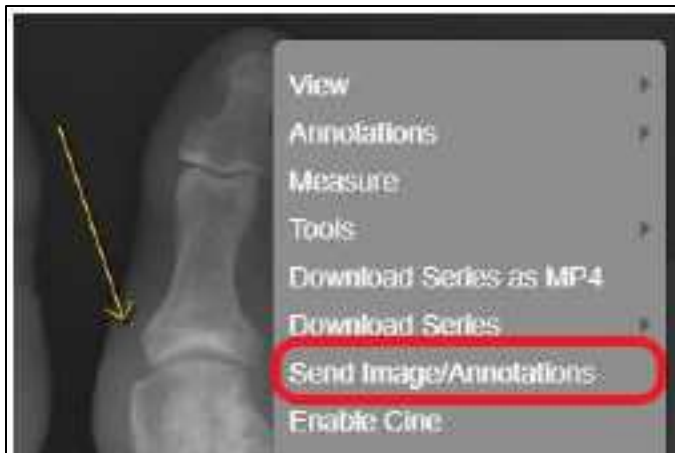 View
Annotations
Measure
Tools
Download Series as MP4
Download Series
Send Image/Annotations
Enable Cine